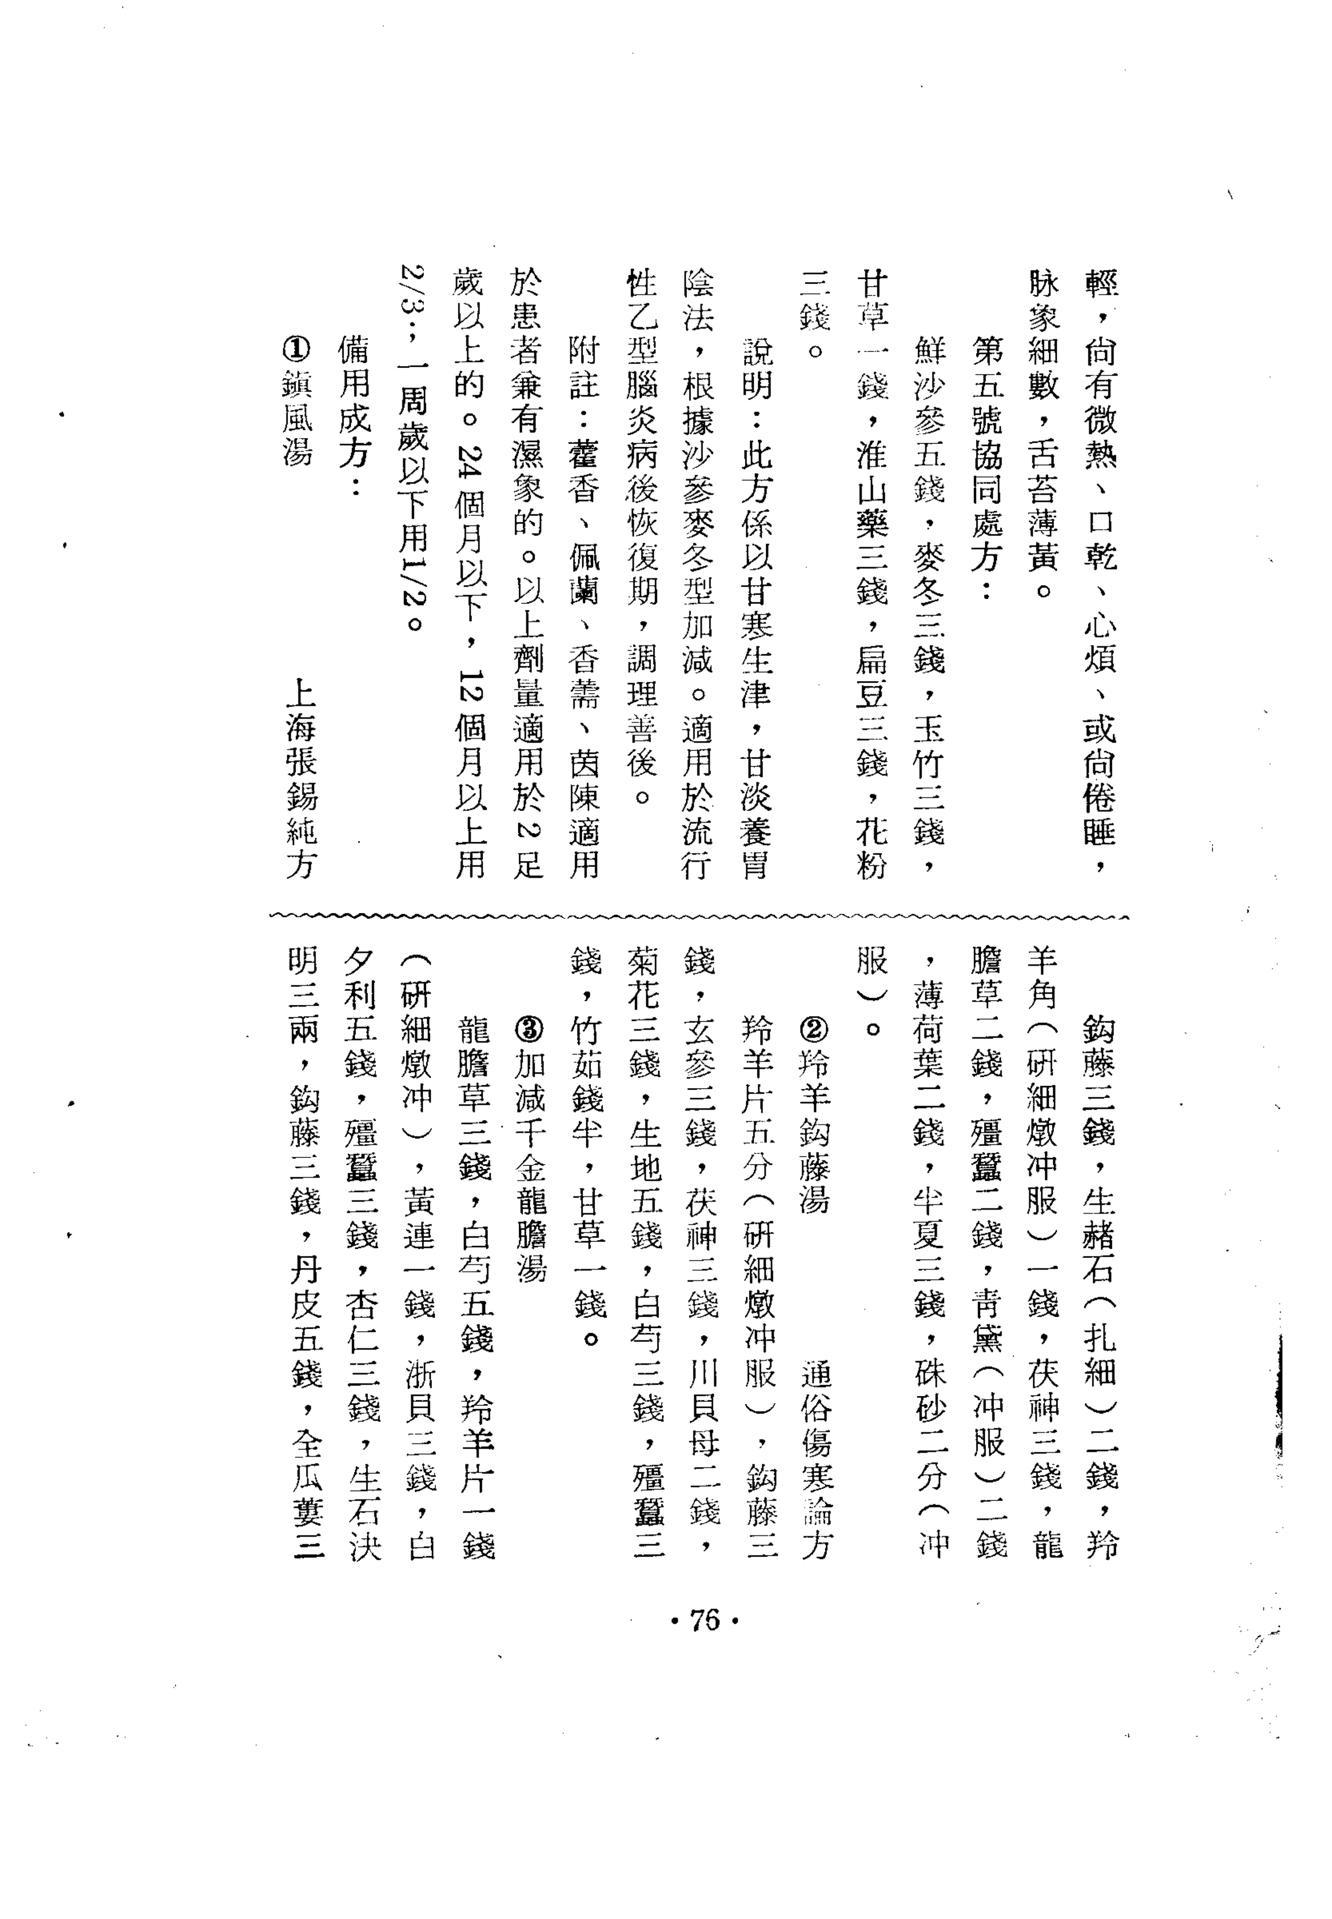 輕，尙有微熱、口乾、心煩、或尙倦睡，
脉象細數，舌苔薄黃。
第五號協同處方：
鮮沙參五錢，麥冬三錢，玉竹三錢，
甘草一錢，淮山藥三錢，扁豆三錢，花粉
三錢。
說明：此方係以甘寒生津，甘淡養胃
陰法，根據沙參麥冬型加減。適用於流行
性乙型腦炎病後恢復期，調理善後。
附註：藿香、佩蘭、香薷、茵陳適用
於患者兼有濕象的。以上劑量適用於2足
歲以上的。24個月以下，12個月以上用
2/3；一周歲以下用1/2。
備用成方：
①鎭風湯　上海張錫純方
鈎藤三錢，生赭石（扎細）二錢，羚
羊角（研細燉冲服）一錢，茯神三錢，龍
膽草二錢，殭蠶二錢，靑黛（冲服）二錢
，薄荷葉二錢，半夏三錢，硃砂二分（冲
服）。
②羚羊鈎藤湯　通俗傷寒論方
羚羊片五分（研細燉冲服），鈎藤三
錢，玄參三錢，茯神三錢，川貝母二錢，
菊花三錢，生地五錢，白芍三錢，殭蠶三
錢，竹茹錢半，甘草一錢。
③加减千金龍膽湯
龍膽草三錢，白芍五錢，羚羊片一錢
（研細燉冲），黃連一錢，浙貝三錢，白
夕利五錢，殭蠶三錢，杏仁三錢，生石決
明三兩，鈎藤三錢，丹皮五錢，全瓜蔞三
·76·